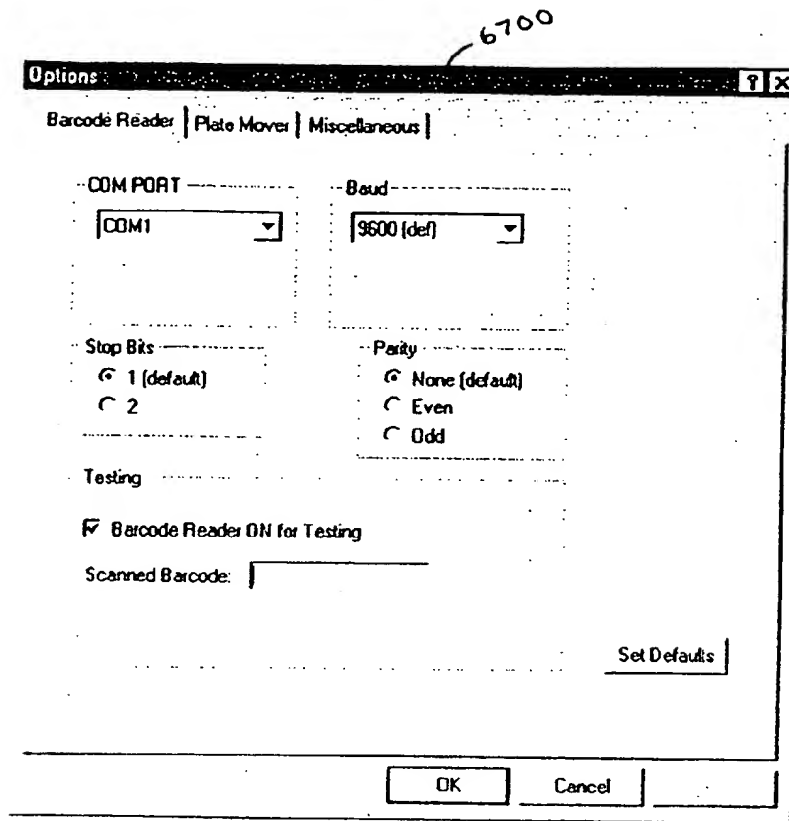 6700
Options
Barcode Reader Plate Mover Miscellaneous
COM PORT Baud
COM1 9600 (def)
Stop Bits Parity
1 (default) None (default)
2 Even
Odd
Testing
Barcode Reader ON for Testing
Scanned Barcode:
Set Defaults
OK Cancel